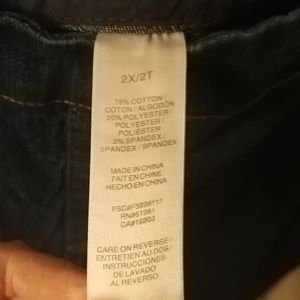 2X/2T
78% COTTON /
COTTON / ALGODON
20% POLYESTER /
POLYESTER /
POLIÉSTER
2% SPANDEX /
SPANDEX / SPANDEX
MADE IN CHINA
FAIT EN CHINE
HECHO EN CHINA
FSC#F3898111
RN#61981
CA#16803
CARE ON REVERSE /
ENTRETIEN AU DOS /
INSTRUCCIONES
DE LAVADO
AL REVERSO